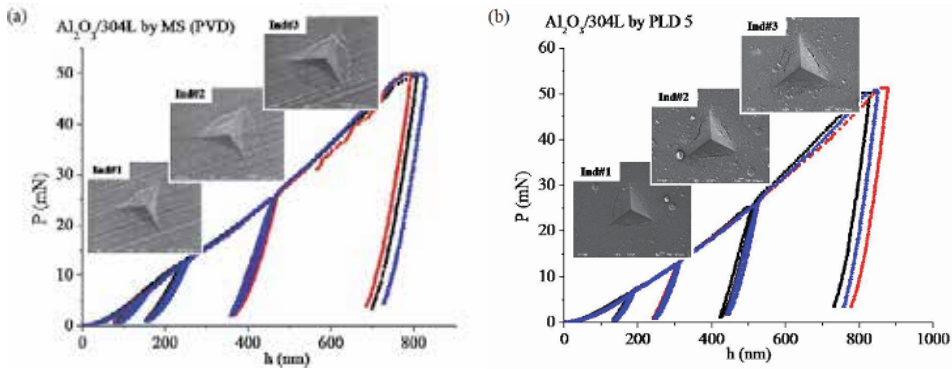 (a)
Al₂O₃/304L by MS (PVD)
Ind#3
Ind#2
Ind#1
P (mN)
50
40
30
20
10
0
0 200 400 600 800
h (nm)
(b)
Al₂O₃/304L by PLD 5
Ind#3
Ind#2
Ind#1
P (mN)
60
50
40
30
20
10
0
0 200 400 600 800 1000
h (nm)